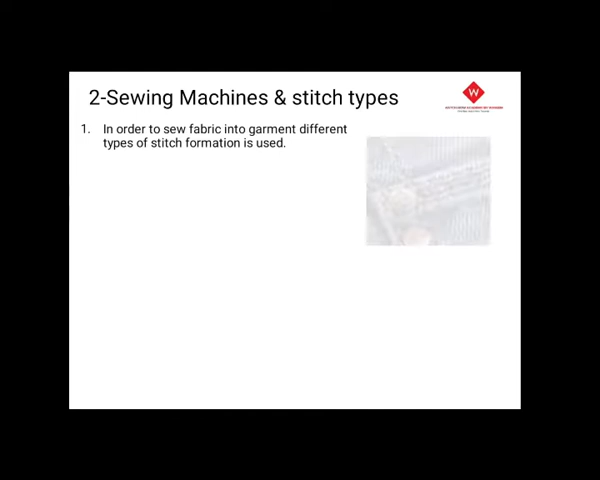 2-Sewing Machines & stitch types
W
1. In order to sew fabric into garment different
types of stitch formation is used.